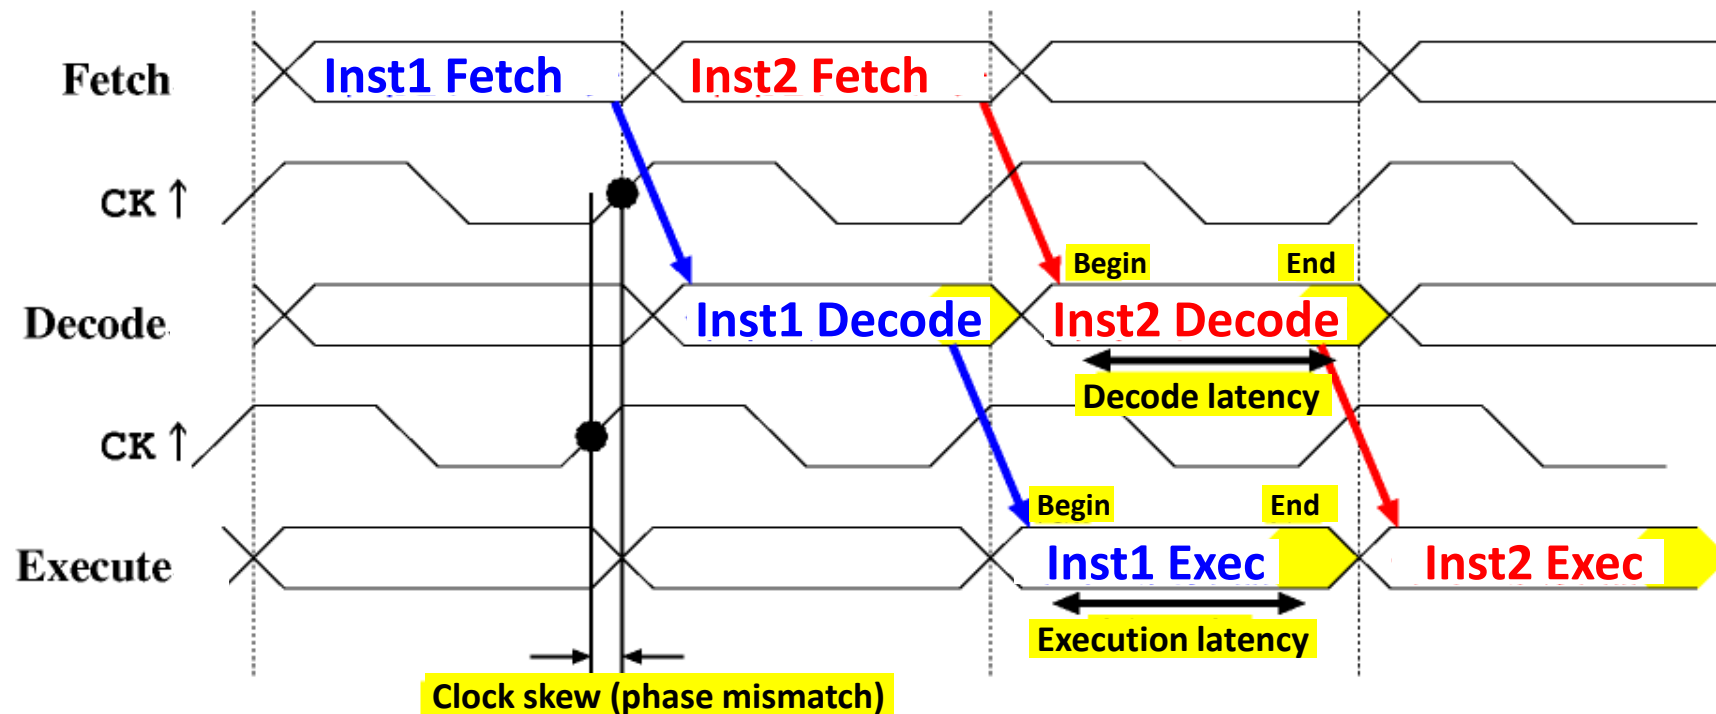 Fetch
Inst1 Fetch
Inst2 Fetch
CK ↑
Begin
End
Decode
Inst1 Decode
Inst2 Decode
Decode latency
CK ↑
Begin
End
Execute
Inst1 Exec
Inst2 Exec
Execution latency
Clock skew (phase mismatch)